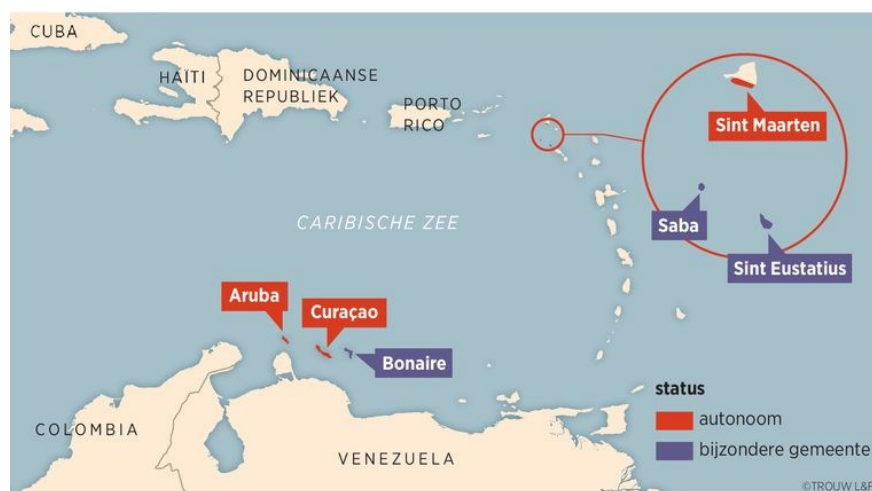 CUBA
HAÏTI
DOMINICAANSE
REPUBLIEK
PORTO
RICO
Sint Maarten
Saba
Sint Eustatius
CARIBISCHE ZEE
Aruba
Curaçao
Bonaire
COLOMBIA
VENEZUELA
status
autonoom
bijzondere gemeente
©TROUW L&F